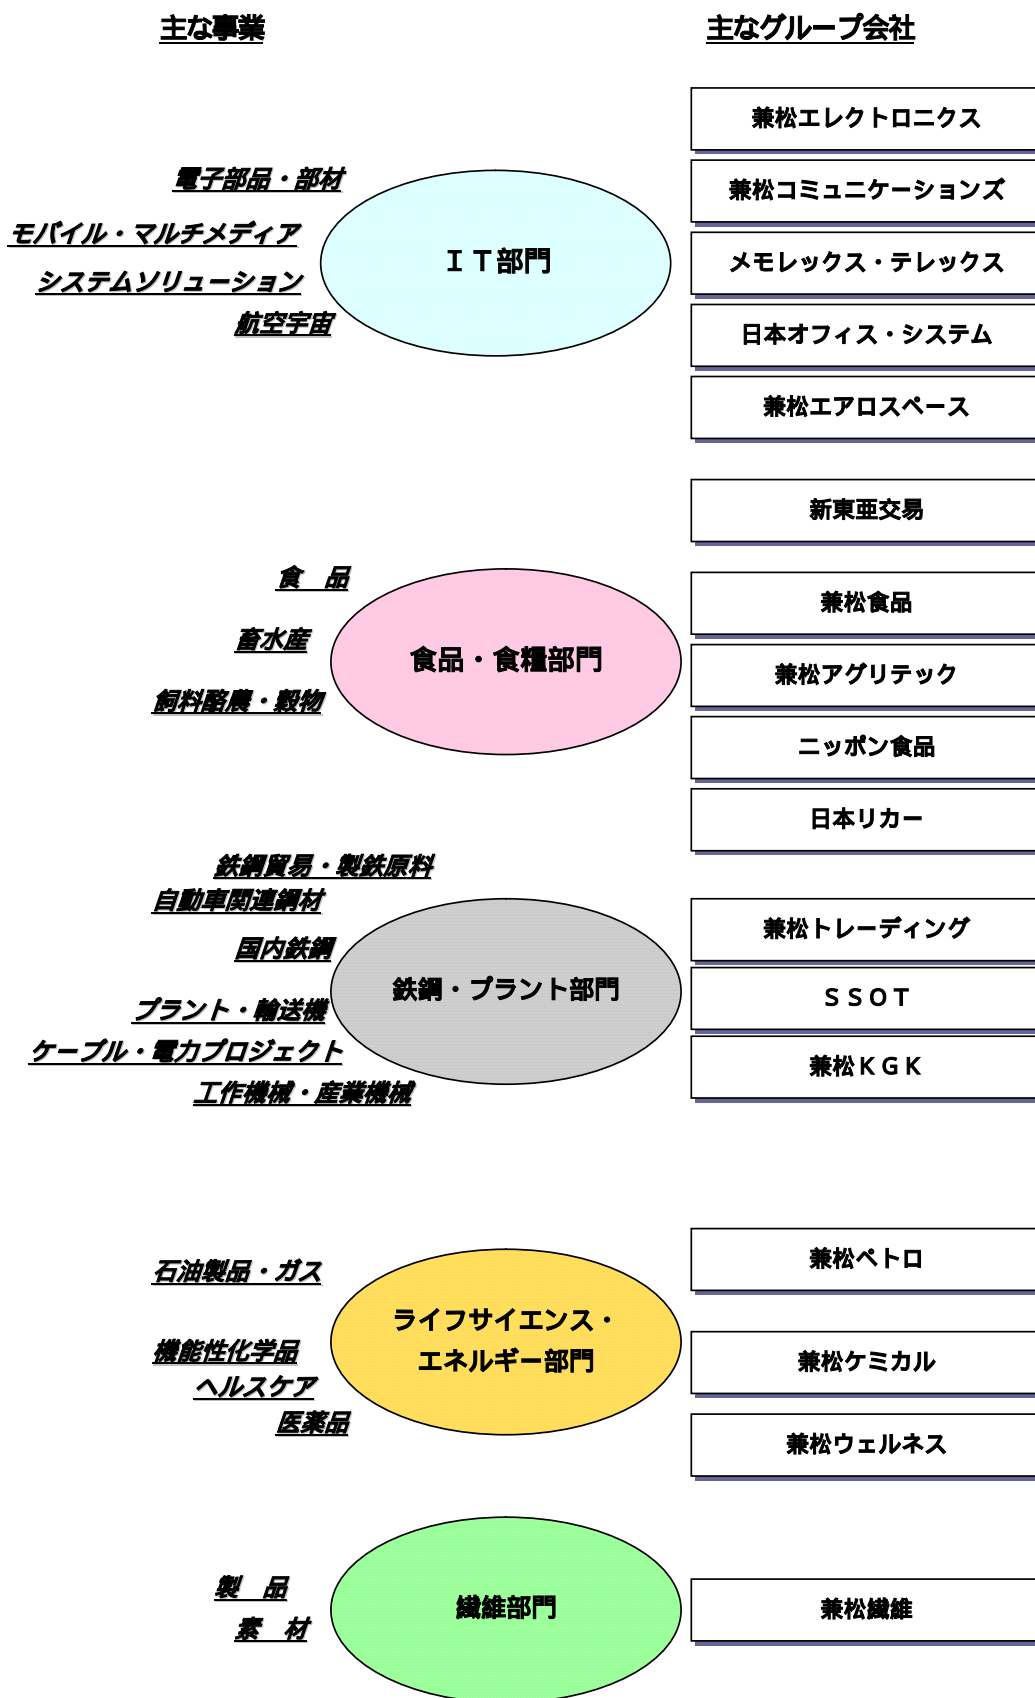 主な事業
主なグループ会社
電子部品・部材
モバイル・マルチメディア
システムソリューション
航空宇宙
ＩＴ部門
兼松エレクトロニクス
兼松コミュニケーションズ
メモレックス・テレックス
日本オフィス・システム
兼松エアロスペース
食　品
畜水産
飼料酪農・穀物
食品・食糧部門
新東亜交易
兼松食品
兼松アグリテック
ニッポン食品
日本リカー
鉄鋼貿易・製鉄原料
自動車関連鋼材
国内鉄鋼
プラント・輸送機
ケーブル・電力プロジェクト
工作機械・産業機械
鉄鋼・プラント部門
兼松トレーディング
ＳＳＯＴ
兼松ＫＧＫ
石油製品・ガス
機能性化学品
ヘルスケア
医薬品
ライフサイエンス・
エネルギー部門
兼松ペトロ
兼松ケミカル
兼松ウェルネス
製　品
素　材
繊維部門
兼松繊維